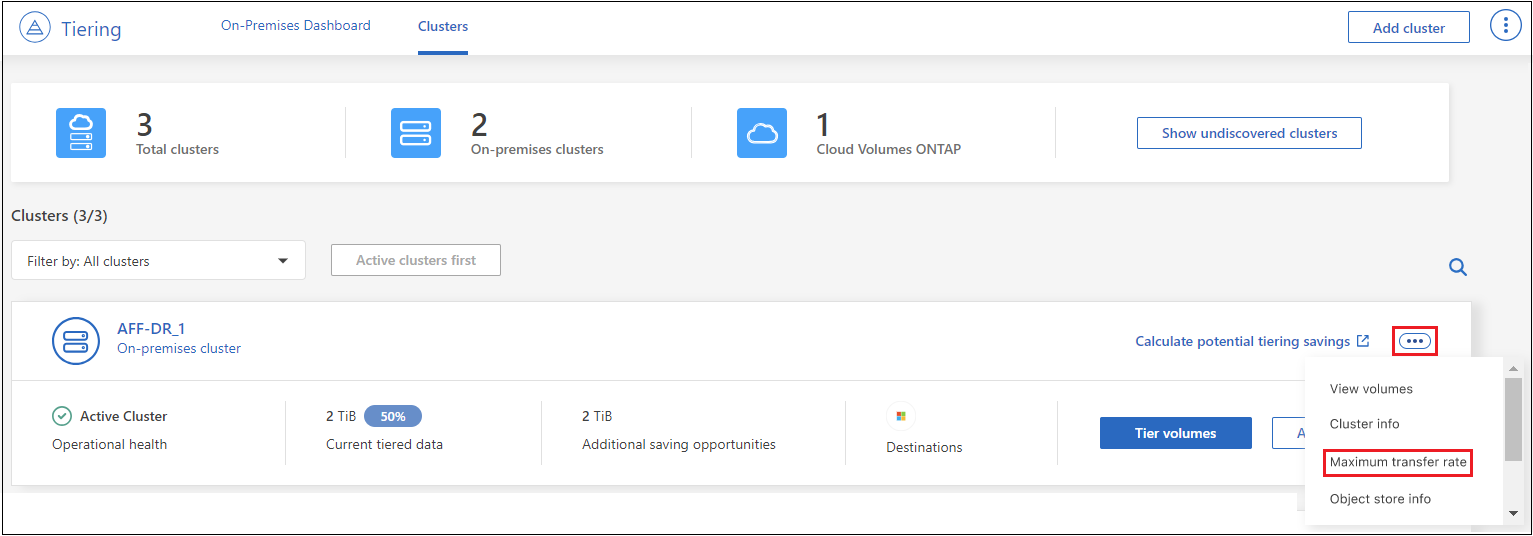 Tiering
On-Premises Dashboard
Clusters
Add cluster
3
Total clusters
2
On-premises clusters
1
Cloud Volumes ONTAP
Show undiscovered clusters
Clusters (3/3)
Filter by: All clusters
Active clusters first
AFF-DR_1
On-premises cluster
Calculate potential tiering savings
Active Cluster
Operational health
2 TiB 50%
Current tiered data
2 TiB
Additional saving opportunities
Destinations
Tier volumes
A
View volumes
Cluster info
Maximum transfer rate
Object store info